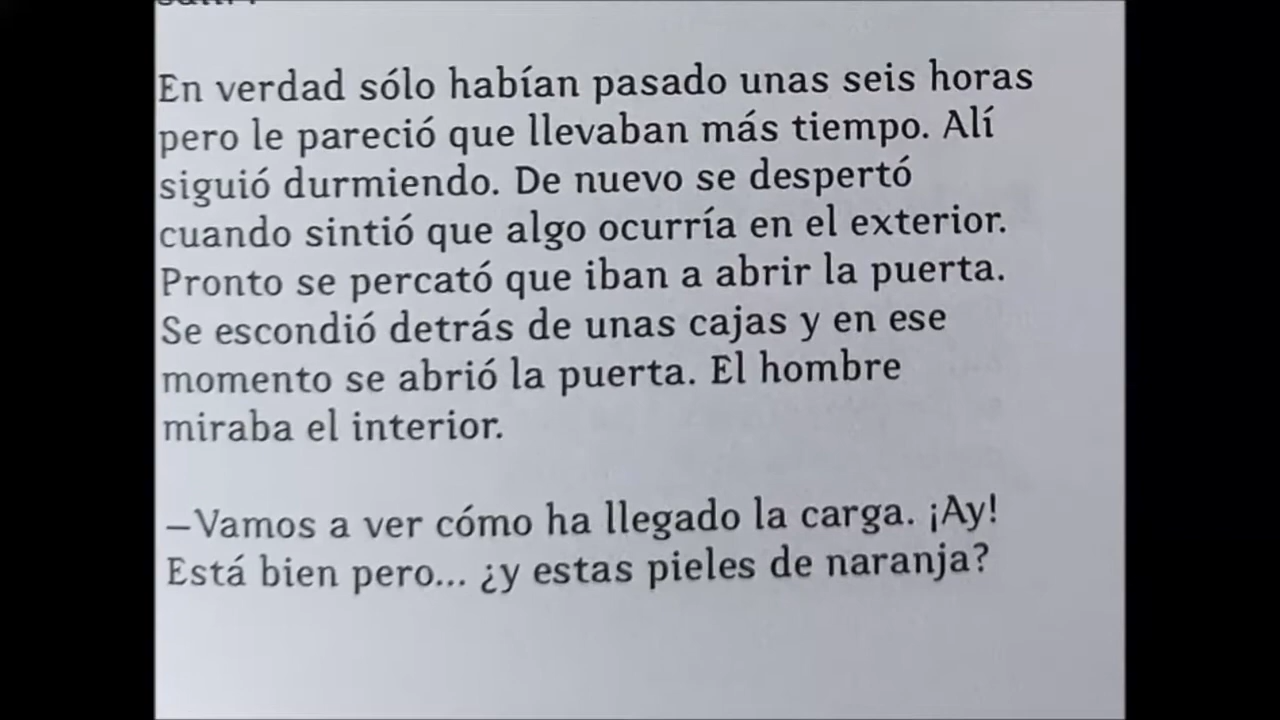 En verdad sólo habían pasado unas seis horas
pero le pareció que llevaban más tiempo. Alí
siguió durmiendo. De nuevo se despertó
cuando sintió que algo ocurría en el exterior.
Pronto se percató que iban a abrir la puerta.
Se escondió detrás de unas cajas y en ese
momento se abrió la puerta. El hombre
miraba el interior.
—Vamos a ver cómo ha llegado la carga. ¡Ay!
Está bien pero... ¿y estas pieles de naranja?